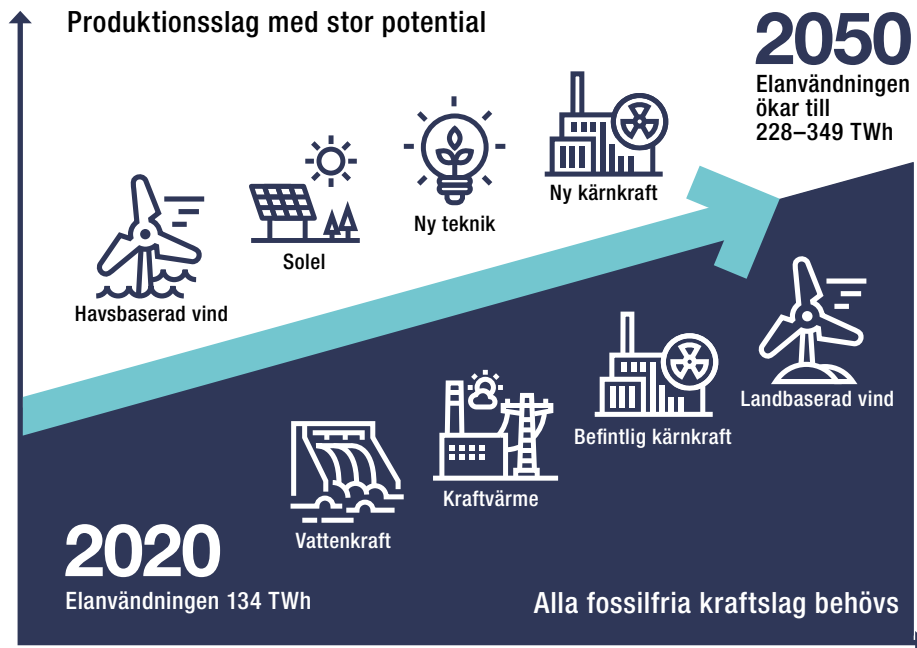 Produktionsslag med stor potential
2050
Elanvändningen
ökar till
228–349 TWh
Ny kärnkraft
Ny teknik
Solel
Havsbaserad vind
Landbaserad vind
Befintlig kärnkraft
Kraftvärme
Vattenkraft
2020
Elanvändningen 134 TWh
Alla fossilfria kraftslag behövs